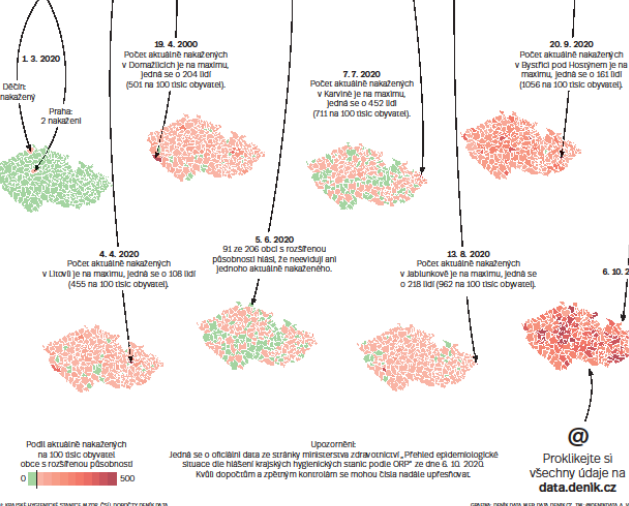 1. 3. 2020
Děčín:
nakažený
Praha:
2 nakažení
19. 4. 2000
Počet aktuálně nakažených
v Domažlicích je na maximu,
jedná se o 204 lidí
(501 na 100 tisíc obyvatel).
7. 7. 2020
Počet aktuálně nakažených
v Karviné je na maximu,
jedná se o 452 lidí
(711 na 100 tisíc obyvatel).
20. 9. 2020
Počet aktuálně nakažených
v Bystřici pod Hostýnem je na
maximu, jedná se o 161 lidí
(1056 na 100 tisíc obyvatel).
4. 4. 2020
Počet aktuálně nakažených
v Litovli je na maximu, jedná se o 108 lidí
(455 na 100 tisíc obyvatel).
5. 6. 2020
91 ze 206 obcí s rozšířenou
působností hlásí, že neevidují ani
jednoho aktuálně nakaženého.
13. 8. 2020
Počet aktuálně nakažených
v Jablunkově je na maximu, jedná se
o 218 lidí (962 na 100 tisíc obyvatel).
6. 10. 2
Podíl aktuálně nakažených
na 100 tisíc obyvatel
obce s rozšířenou působností
0 500
Upozornění:
Jedná se o oficiální data ze stránky ministerstva zdravotnictví „Přehled epidemiologické
situace dle hlášení krajských hygienických stanic podle ORP“ ze dne 6. 10. 2020.
Kvůli dopočtům a zpětným kontrolám se mohou čísla nadále upřesňovat.
@
Proklikejte si
všechny údaje na
data.denik.cz